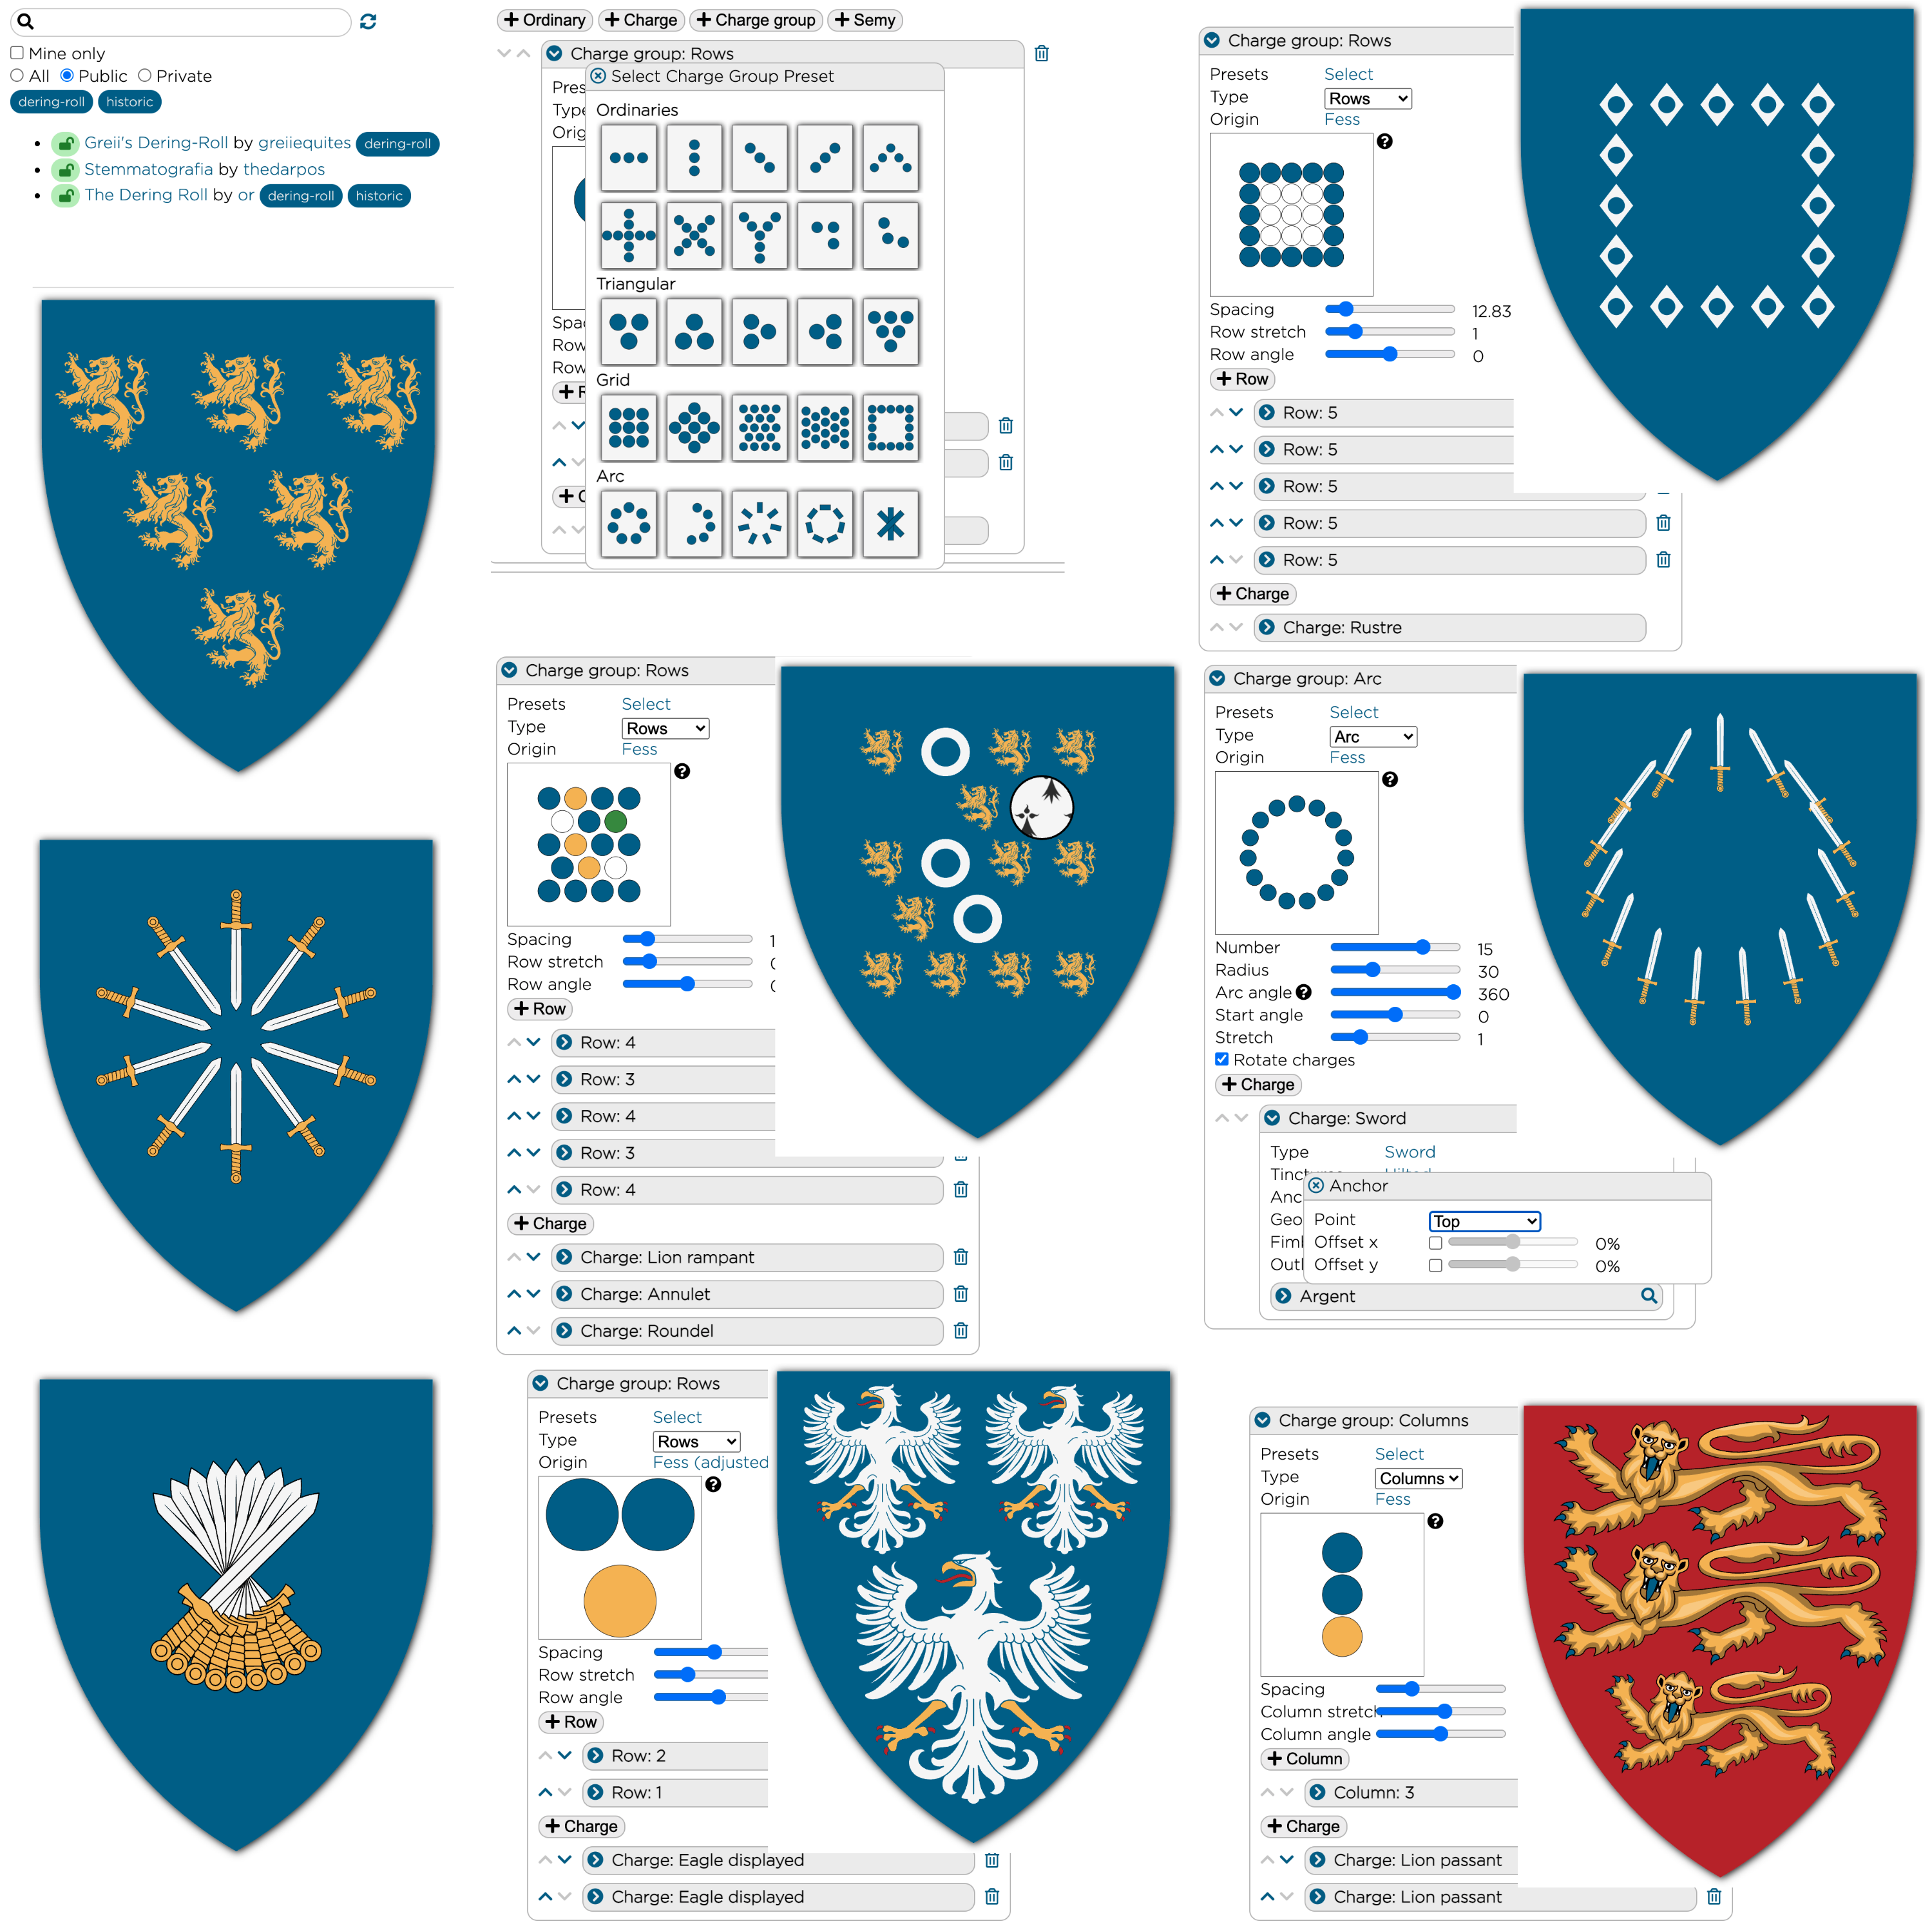 Mine only
All Public Private
dering-roll historic
Greii's Dering-Roll by greiiequites dering-roll
Stemmatografia by thedarpos
The Dering Roll by or dering-roll historic
+ Ordinary + Charge + Charge group + Semy
Charge group: Rows
Select Charge Group Preset
Ordinaries
Triangular
Grid
Arc
Charge group: Rows
Presets Select
Type Rows
Origin Fess
Spacing 12.83
Row stretch 1
Row angle 0
+ Row
Row: 5
Row: 5
Row: 5
Row: 5
Row: 5
+ Charge
Charge: Rustre
Charge group: Rows
Presets Select
Type Rows
Origin Fess
Spacing 1
Row stretch
Row angle
+ Row
Row: 4
Row: 3
Row: 4
Row: 3
Row: 4
+ Charge
Charge: Lion rampant
Charge: Annulet
Charge: Roundel
Charge group: Arc
Presets Select
Type Arc
Origin Fess
Number 15
Radius 30
Arc angle ? 360
Start angle 0
Stretch 1
Rotate charges
+ Charge
Charge: Sword
Type Sword
Anchor
Point Top
Offset x 0%
Offset y 0%
Argent
Charge group: Rows
Presets Select
Type Rows
Origin Fess (adjusted
Spacing
Row stretch
Row angle
+ Row
Row: 2
Row: 1
+ Charge
Charge: Eagle displayed
Charge: Eagle displayed
Charge group: Columns
Presets Select
Type Columns
Origin Fess
Spacing
Column stretch
Column angle
+ Column
Column: 3
+ Charge
Charge: Lion passant
Charge: Lion passant